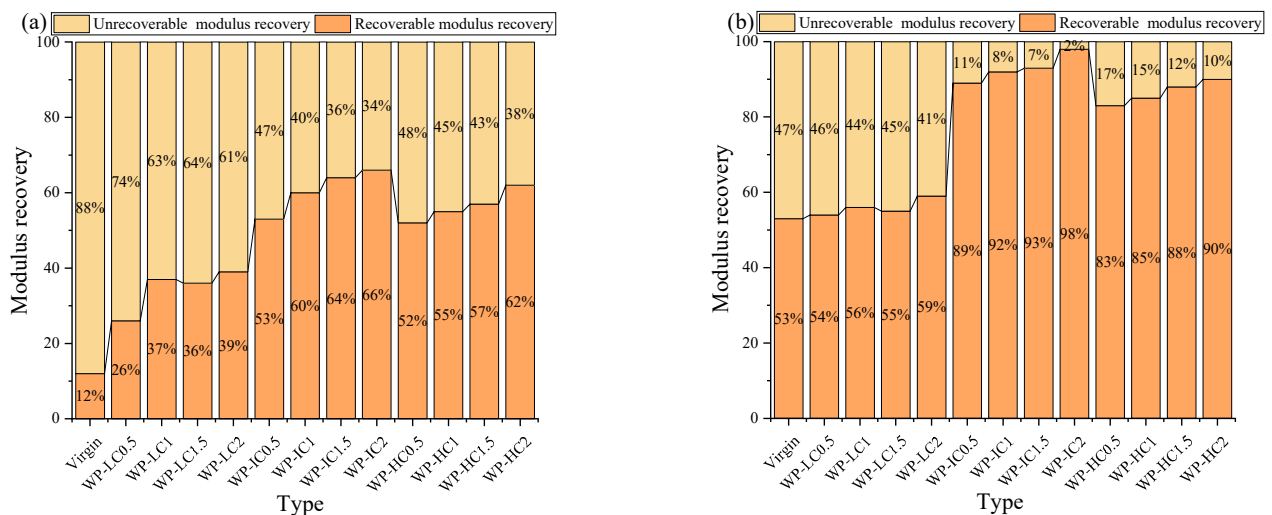 (a)
Unrecoverable modulus recovery
Recoverable modulus recovery
Modulus recovery
100
80
60
40
20
0
88% 74% 63% 64% 61% 47% 40% 36% 34% 48% 45% 43% 38%
12% 26% 37% 36% 39% 53% 60% 64% 66% 52% 55% 57% 62%
Virgin WP-LC0.5 WP-LC1 WP-LC1.5 WP-LC2 WP-IC0.5 WP-IC1 WP-IC1.5 WP-IC2 WP-HC0.5 WP-HC1 WP-HC1.5 WP-HC2
Type
(b)
Unrecoverable modulus recovery
Recoverable modulus recovery
Modulus recovery
100
80
60
40
20
0
47% 46% 44% 45% 41% 11% 8% 7% 2% 17% 15% 12% 10%
53% 54% 56% 55% 59% 89% 92% 93% 98% 83% 85% 88% 90%
Virgin WP-LC0.5 WP-LC1 WP-LC1.5 WP-LC2 WP-IC0.5 WP-IC1 WP-IC1.5 WP-IC2 WP-HC0.5 WP-HC1 WP-HC1.5 WP-HC2
Type